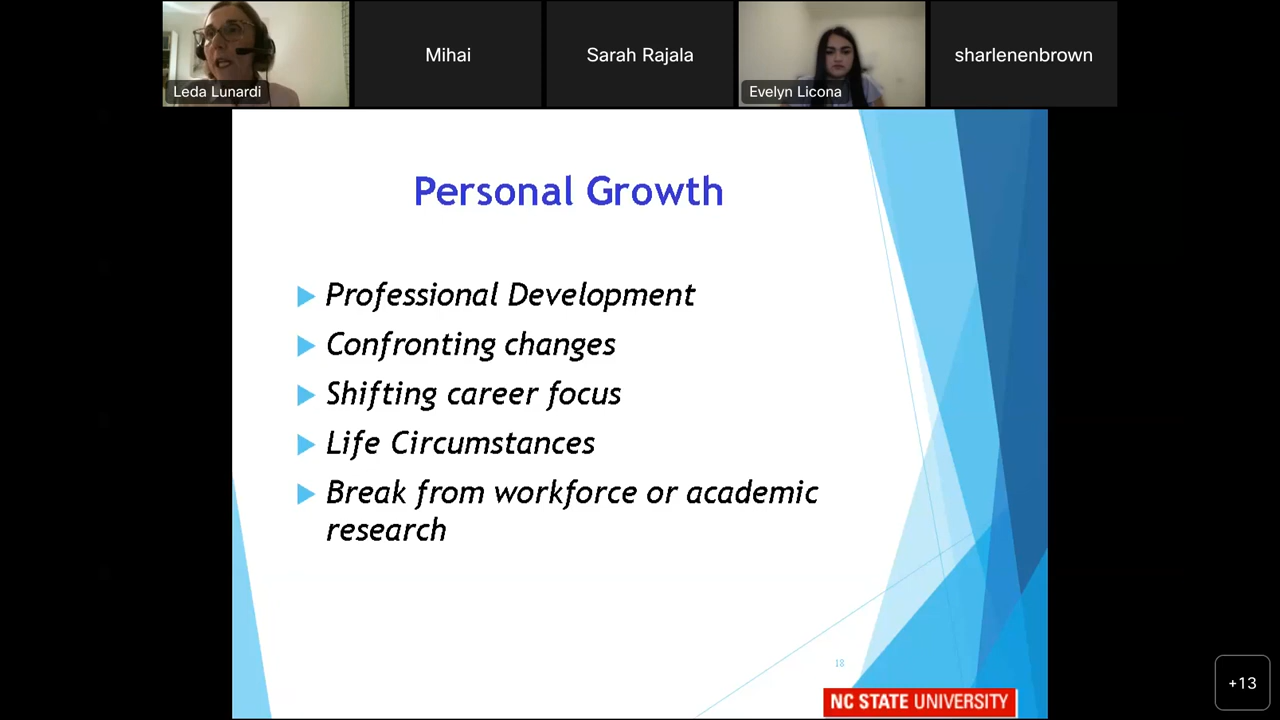 Leda Lunardi
Mihai
Sarah Rajala
Evelyn Licona
sharlenenbrown
Personal Growth
Professional Development
Confronting changes
Shifting career focus
Life Circumstances
Break from workforce or academic
research
18
NC STATE UNIVERSITY
+13